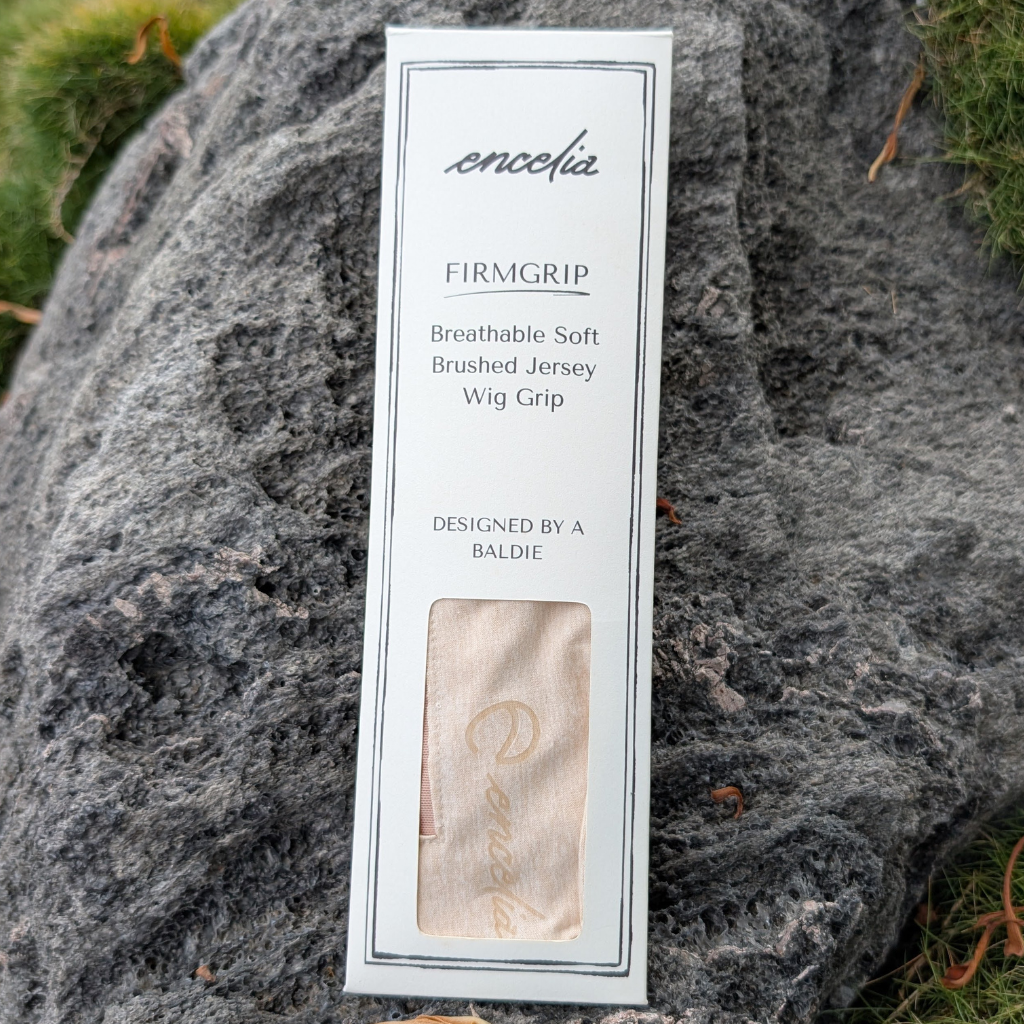 encelia
FIRMGRIP
Breathable Soft
Brushed Jersey
Wig Grip
DESIGNED BY A
BALDIE
encelia